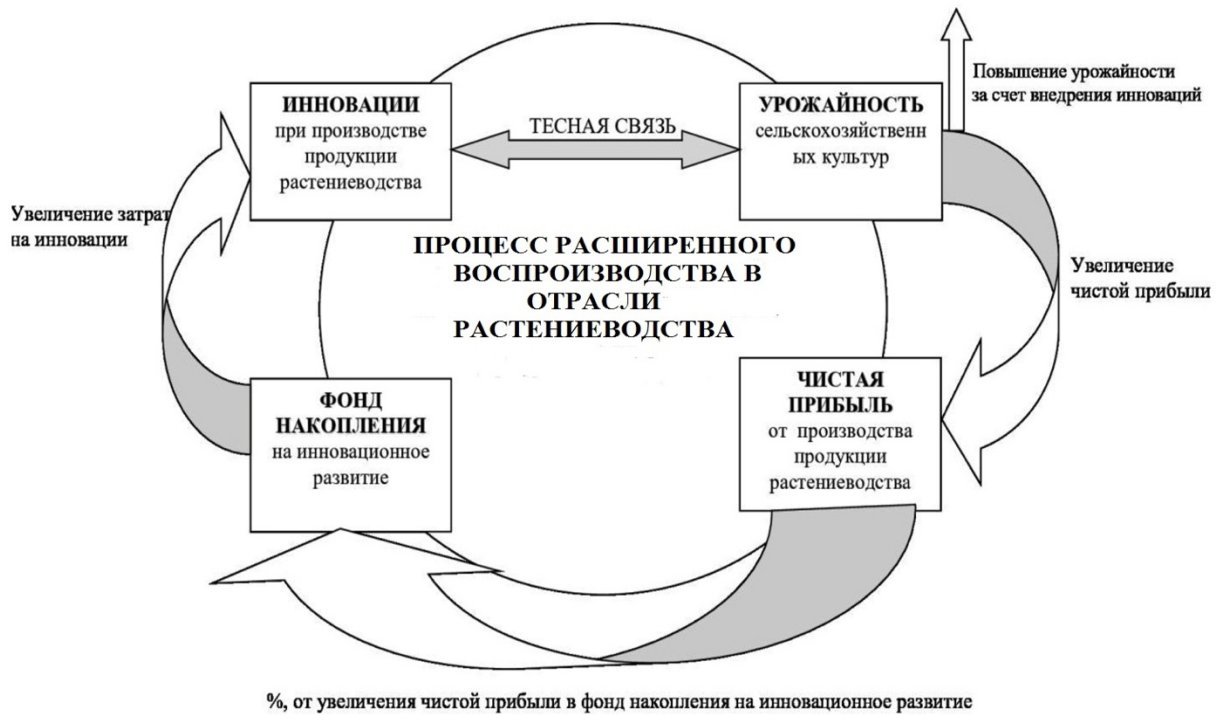 ИННОВАЦИИ
при производстве
продукции
растениеводства
ТЕСНАЯ СВЯЗЬ
УРОЖАЙНОСТЬ
сельскохозяйственн
ых культур
Повышение урожайности
за счет внедрения инноваций
Увеличение затрат
на инновации
ПРОЦЕСС РАСШИРЕННОГО
ВОСПРОИЗВОДСТВА В
ОТРАСЛИ
РАСТЕНИЕВОДСТВА
Увеличение
чистой прибыли
ФОНД
НАКОПЛЕНИЯ
на инновационное
развитие
ЧИСТАЯ
ПРИБЫЛЬ
от производства
продукции
растениеводства
%, от увеличения чистой прибыли в фонд накопления на инновационное развитие